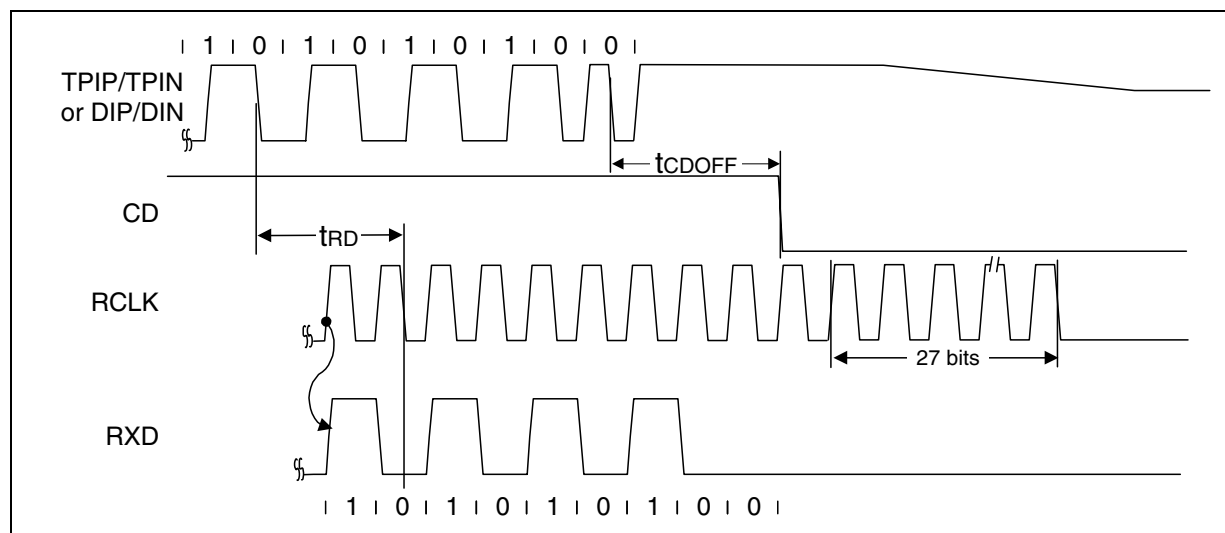 1 0 1 0 1 0 1 0 0
TPIP/TPIN
or DIP/DIN
tCDOFF
CD
tRD
RCLK
27 bits
RXD
1 0 1 0 1 0 1 0 0